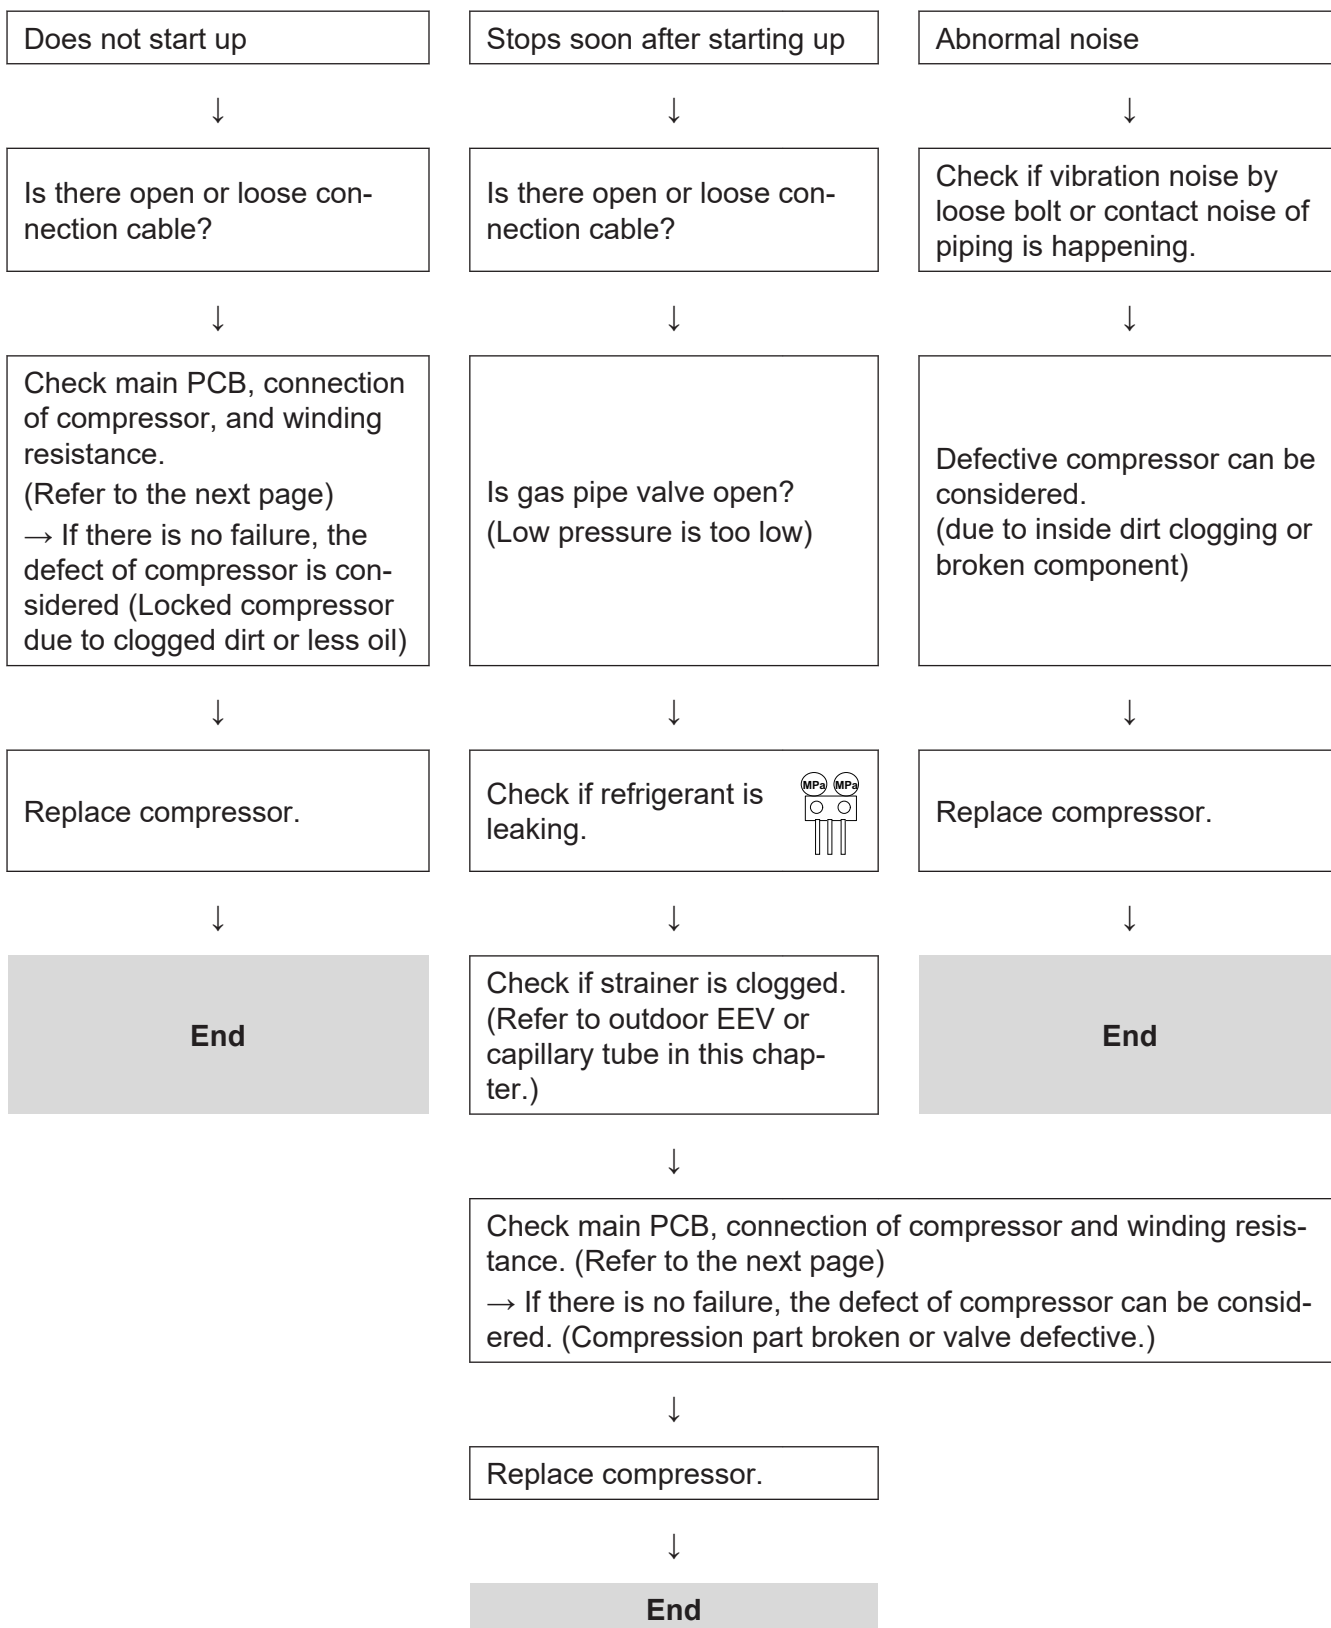 Does not start up
↓
Is there open or loose con-
nection cable?
↓
Check main PCB, connection
of compressor, and winding
resistance.
(Refer to the next page)
→ If there is no failure, the
defect of compressor is con-
sidered (Locked compressor
due to clogged dirt or less oil)
↓
Replace compressor.
↓
End
Stops soon after starting up
↓
Is there open or loose con-
nection cable?
↓
Is gas pipe valve open?
(Low pressure is too low)
↓
Check if refrigerant is
leaking.
MPa MPa
↓
Check if strainer is clogged.
(Refer to outdoor EEV or
capillary tube in this chap-
ter.)
↓
Check main PCB, connection of compressor and winding resis-
tance. (Refer to the next page)
→ If there is no failure, the defect of compressor can be consid-
ered. (Compression part broken or valve defective.)
↓
Replace compressor.
↓
End
Abnormal noise
↓
Check if vibration noise by
loose bolt or contact noise of
piping is happening.
↓
Defective compressor can be
considered.
(due to inside dirt clogging or
broken component)
↓
Replace compressor.
↓
End